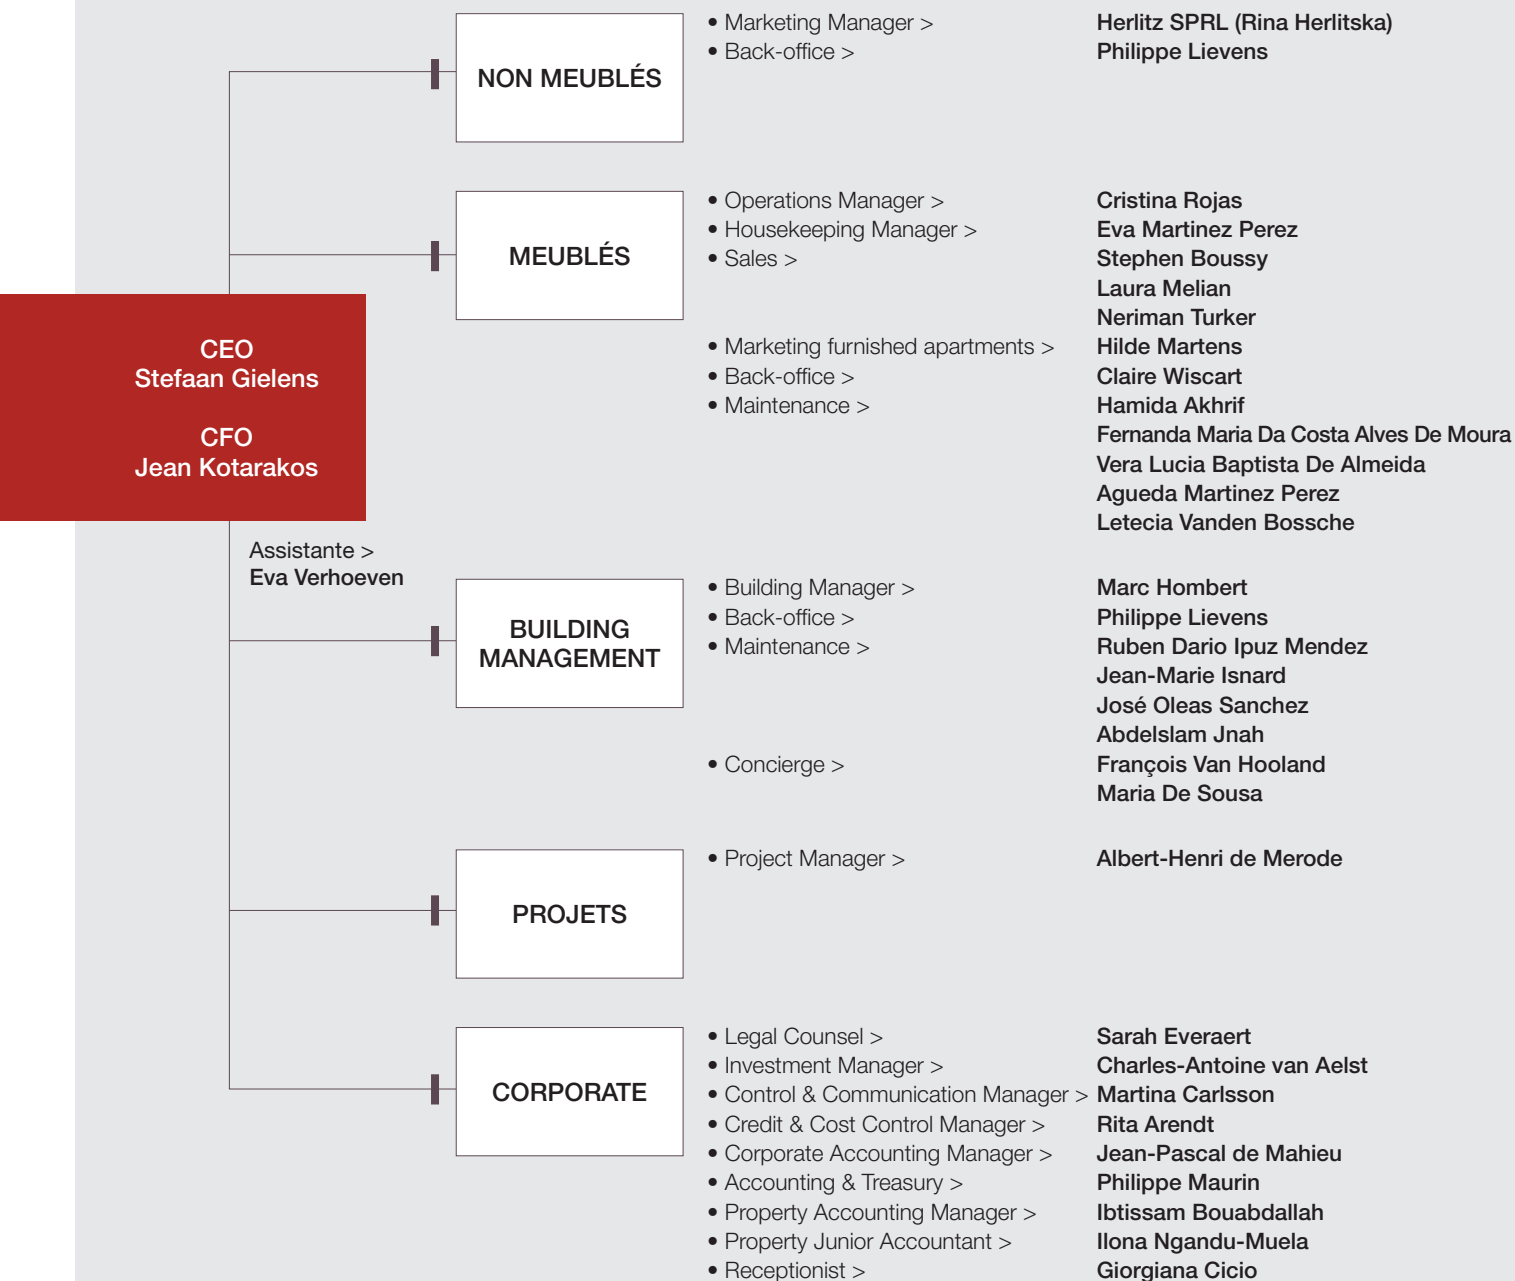 • Marketing Manager > Herlitz SPRL (Rina Herlitska)
• Back-office > Philippe Lievens
NON MEUBLÉS
• Operations Manager > Cristina Rojas
• Housekeeping Manager > Eva Martinez Perez
MEUBLÉS
• Sales > Stephen Boussy
Laura Melian
Neriman Turker
• Marketing furnished apartments > Hilde Martens
• Back-office > Claire Wiscart
• Maintenance > Hamida Akhrif
Fernanda Maria Da Costa Alves De Moura
Vera Lucia Baptista De Almeida
Agueda Martinez Perez
Letecia Vanden Bossche
CEO
Stefaan Gielens
CFO
Jean Kotarakos
Assistante >
Eva Verhoeven
BUILDING
MANAGEMENT
• Building Manager > Marc Hombert
• Back-office > Philippe Lievens
• Maintenance > Ruben Dario Ipuz Mendez
Jean-Marie Isnard
José Oleas Sanchez
Abdelslam Jnah
• Concierge > François Van Hooland
Maria De Sousa
PROJETS
• Project Manager > Albert-Henri de Merode
CORPORATE
• Legal Counsel > Sarah Everaert
• Investment Manager > Charles-Antoine van Aelst
• Control & Communication Manager > Martina Carlsson
• Credit & Cost Control Manager > Rita Arendt
• Corporate Accounting Manager > Jean-Pascal de Mahieu
• Accounting & Treasury > Philippe Maurin
• Property Accounting Manager > Ibtissam Bouabdallah
• Property Junior Accountant > Ilona Ngandu-Muela
• Receptionist > Giorgiana Cicio